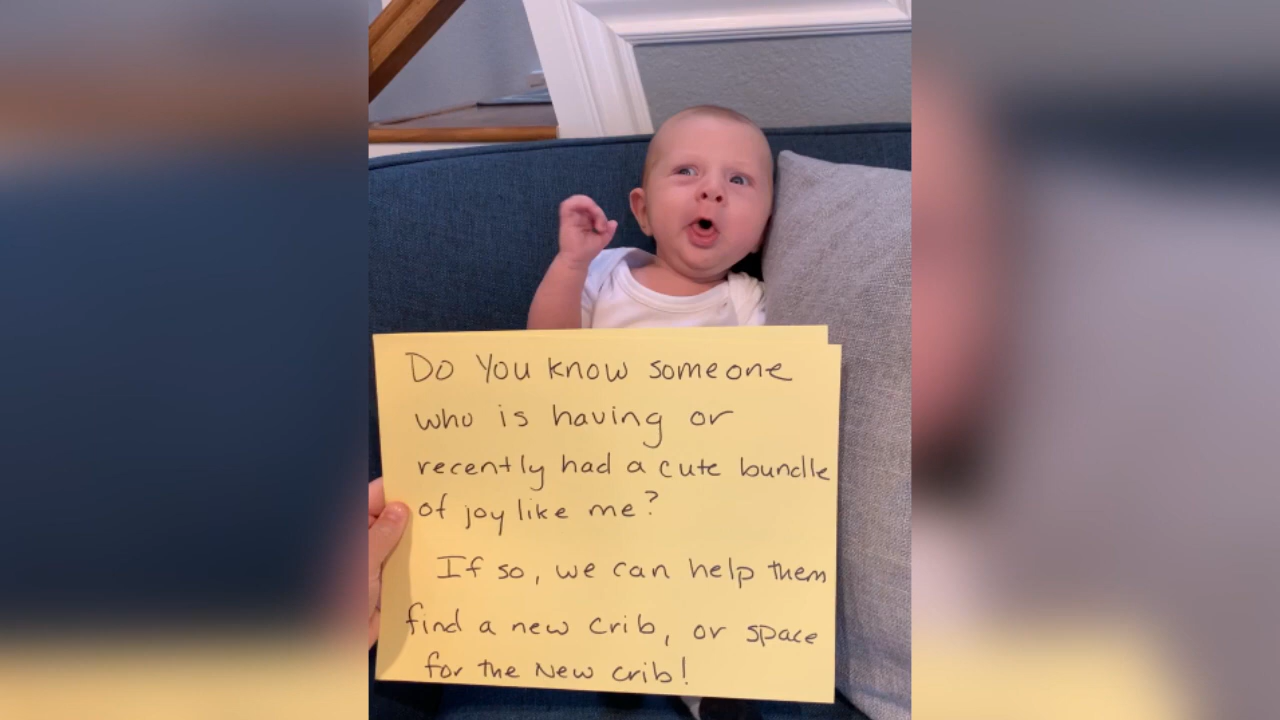 Do You know someone
who is having or
recently had a cute bundle
of joy like me?
If so, we can help them
find a new crib, or space
for the New crib!